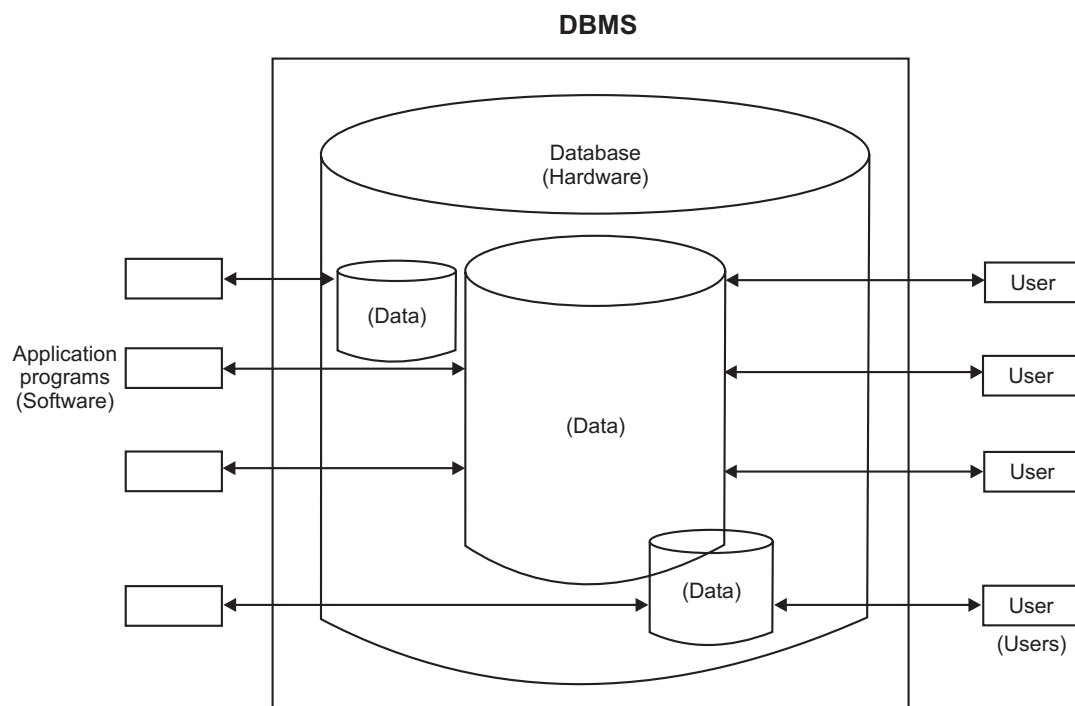 DBMS
Database
(Hardware)
(Data)
User
Application
programs
(Software)
User
(Data)
User
(Data)
User
(Users)